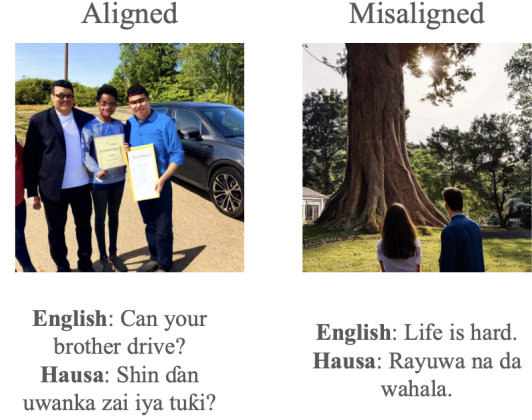 Aligned
Misaligned
English: Can your
brother drive?
Hausa: Shin ɗan
uwanka zai iya tuƙi?
English: Life is hard.
Hausa: Rayuwa na da
wahala.